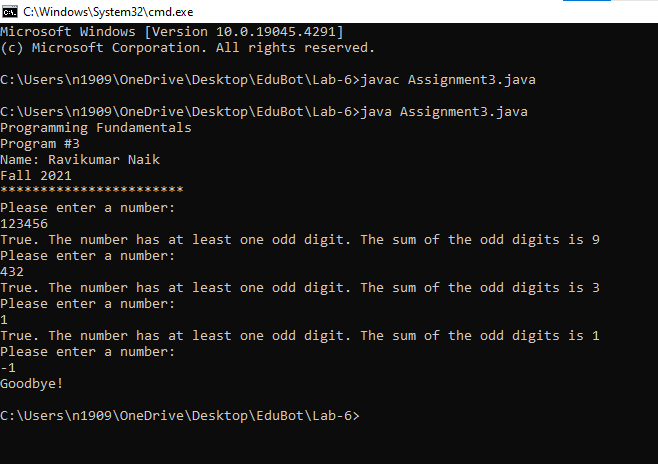 C:\Windows\System32\cmd.exe
Microsoft Windows [Version 10.0.19045.4291]
(c) Microsoft Corporation. All rights reserved.
C:\Users\n1909\OneDrive\Desktop\EduBot\Lab-6>javac Assignment3.java
C:\Users\n1909\OneDrive\Desktop\EduBot\Lab-6>java Assignment3.java
Programming Fundamentals
Program #3
Name: Ravikumar Naik
Fall 2021
***********************
Please enter a number:
123456
True. The number has at least one odd digit. The sum of the odd digits is 9
Please enter a number:
432
True. The number has at least one odd digit. The sum of the odd digits is 3
Please enter a number:
1
True. The number has at least one odd digit. The sum of the odd digits is 1
Please enter a number:
-1
Goodbye!
C:\Users\n1909\OneDrive\Desktop\EduBot\Lab-6>